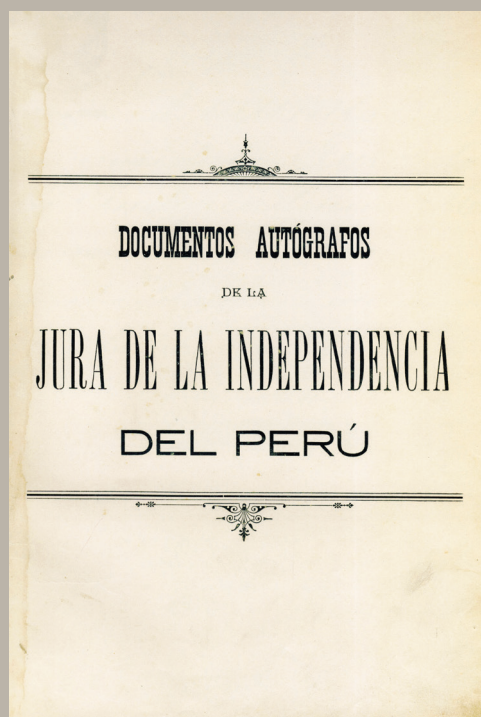 DOCUMENTOS AUTÓGRAFOS
DE LA
JURA DE LA INDEPENDENCIA
DEL PERÚ